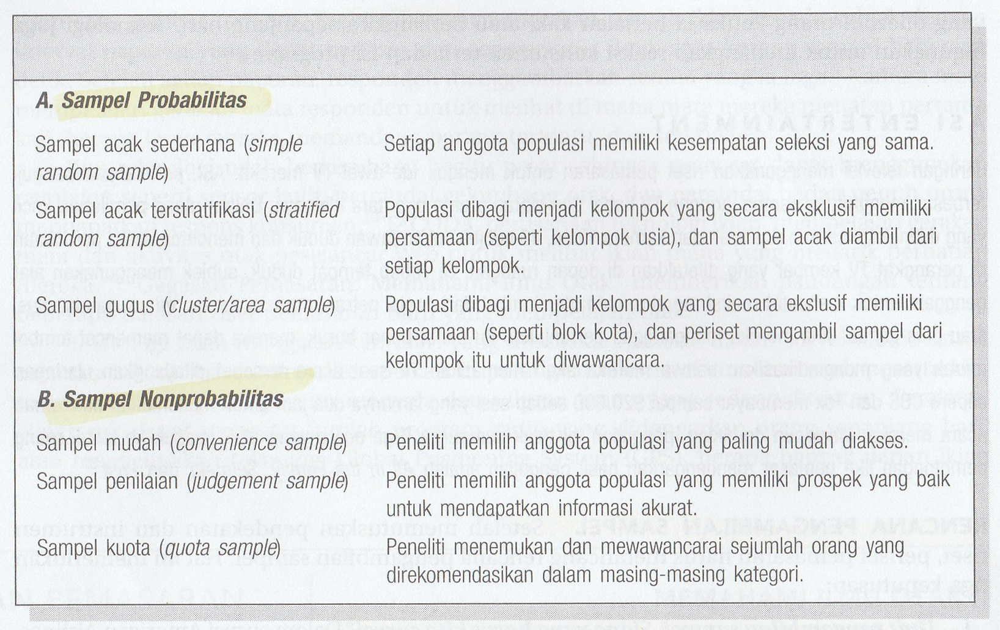 A. Sampel Probabilitas
Sampel acak sederhana (simple
random sample)
Setiap anggota populasi memiliki kesempatan seleksi yang sama.
Sampel acak terstratifikasi (stratified
random sample)
Populasi dibagi menjadi kelompok yang secara eksklusif memiliki
persamaan (seperti kelompok usia), dan sampel acak diambil dari
setiap kelompok.
Sampel gugus (cluster/area sample)
Populasi dibagi menjadi kelompok yang secara ekslusif memiliki
persamaan (seperti blok kota), dan periset mengambil sampel dari
kelompok itu untuk diwawancara.
B. Sampel Nonprobabilitas
Sampel mudah (convenience sample)
Peneliti memilih anggota populasi yang paling mudah diakses.
Sampel penilaian (judgement sample)
Peneliti memilih anggota populasi yang memiliki prospek yang baik
untuk mendapatkan informasi akurat.
Sampel kuota (quota sample)
Peneliti menemukan dan mewawancarai sejumlah orang yang
direkomendasikan dalam masing-masing kategori.